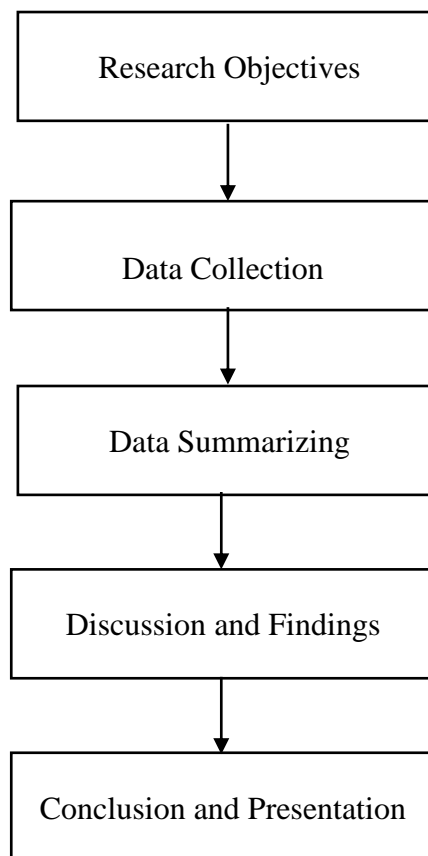 Research Objectives
Data Collection
Data Summarizing
Discussion and Findings
Conclusion and Presentation